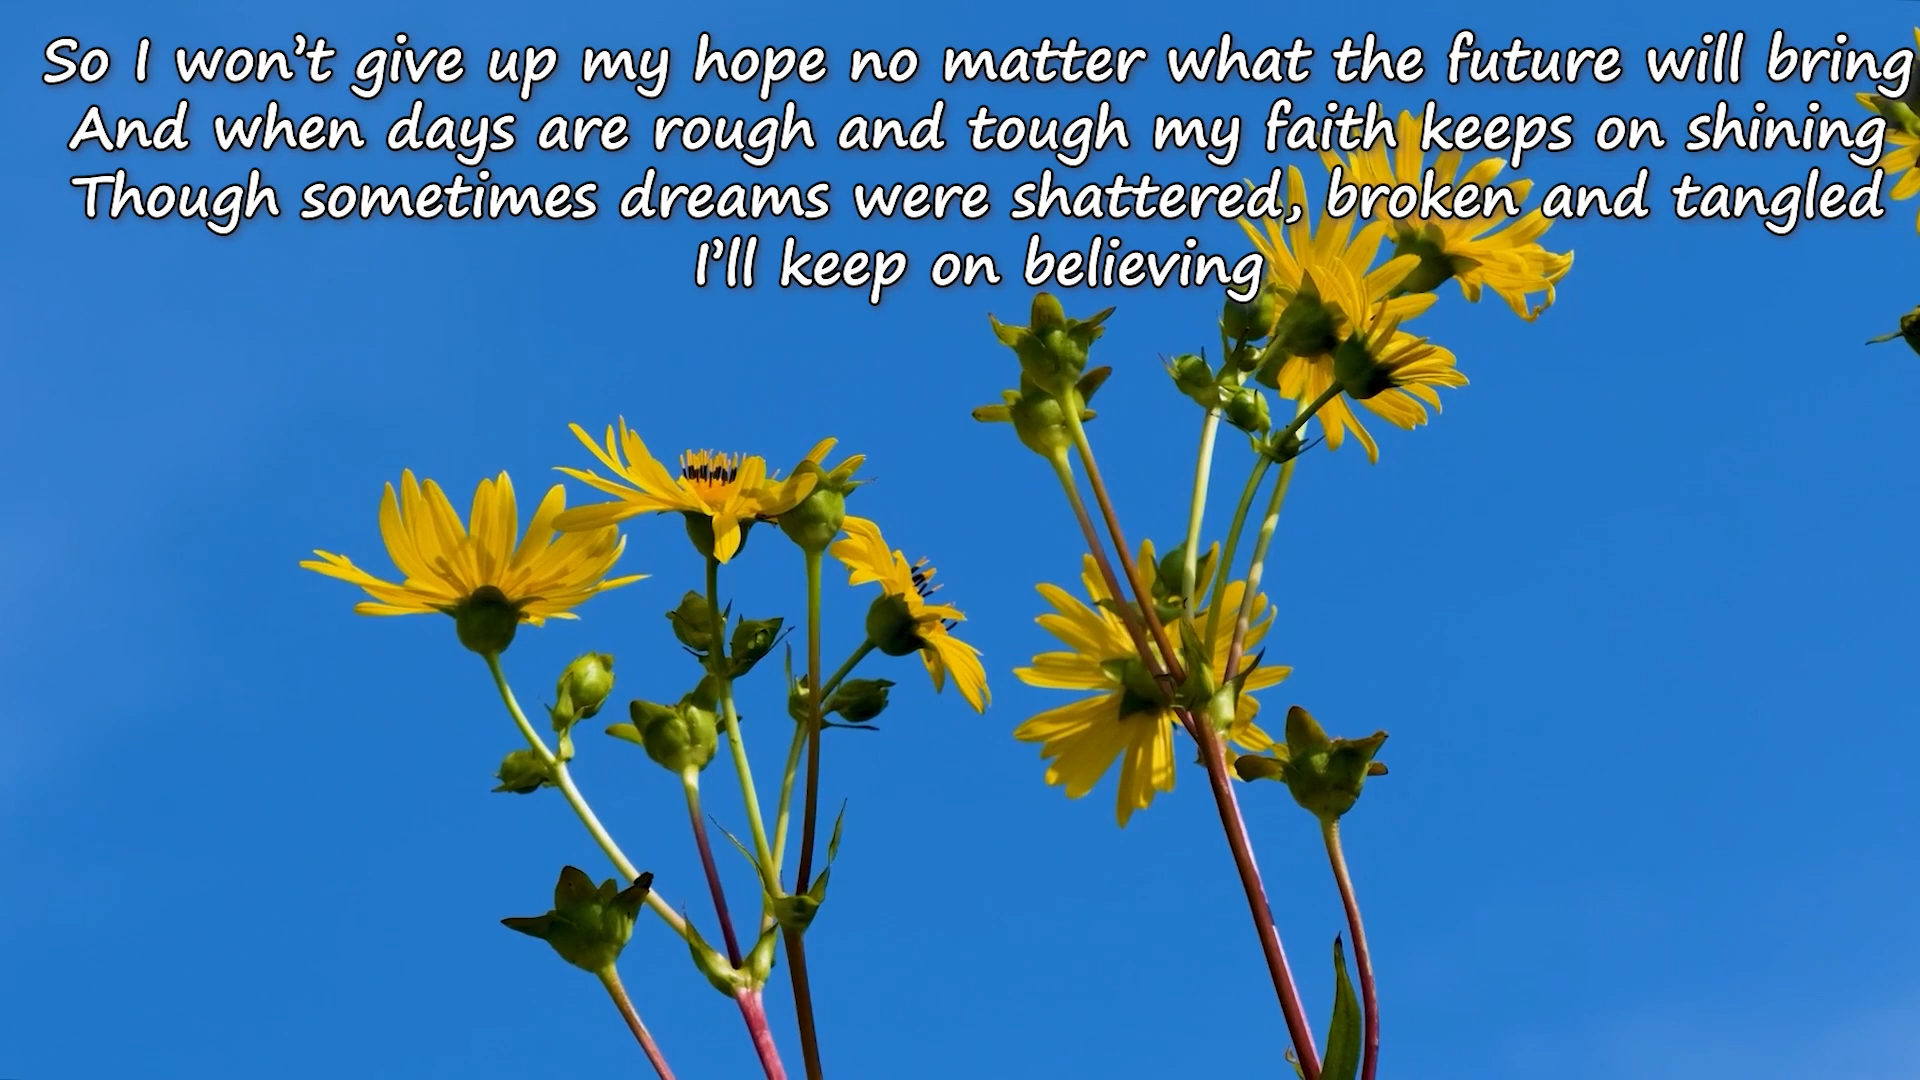 So I won’t give up my hope no matter what the future will bring
And when days are rough and tough my faith keeps on shining
Though sometimes dreams were shattered, broken and tangled
I’ll keep on believing